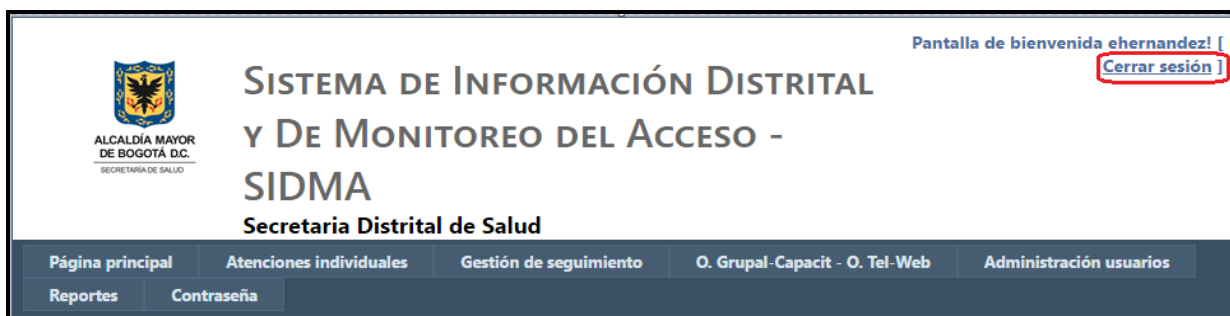 Pantalla de bienvenida ehernandez! [
Cerrar sesión ]
ALCALDÍA MAYOR
DE BOGOTÁ D.C.
SECRETARÍA DE SALUD
SISTEMA DE INFORMACIÓN DISTRITAL
Y DE MONITOREO DEL ACCESO -
SIDMA
Secretaria Distrital de Salud
Página principal Atenciones individuales Gestión de seguimiento O. Grupal-Capacit - O. Tel-Web Administración usuarios
Reportes Contraseña